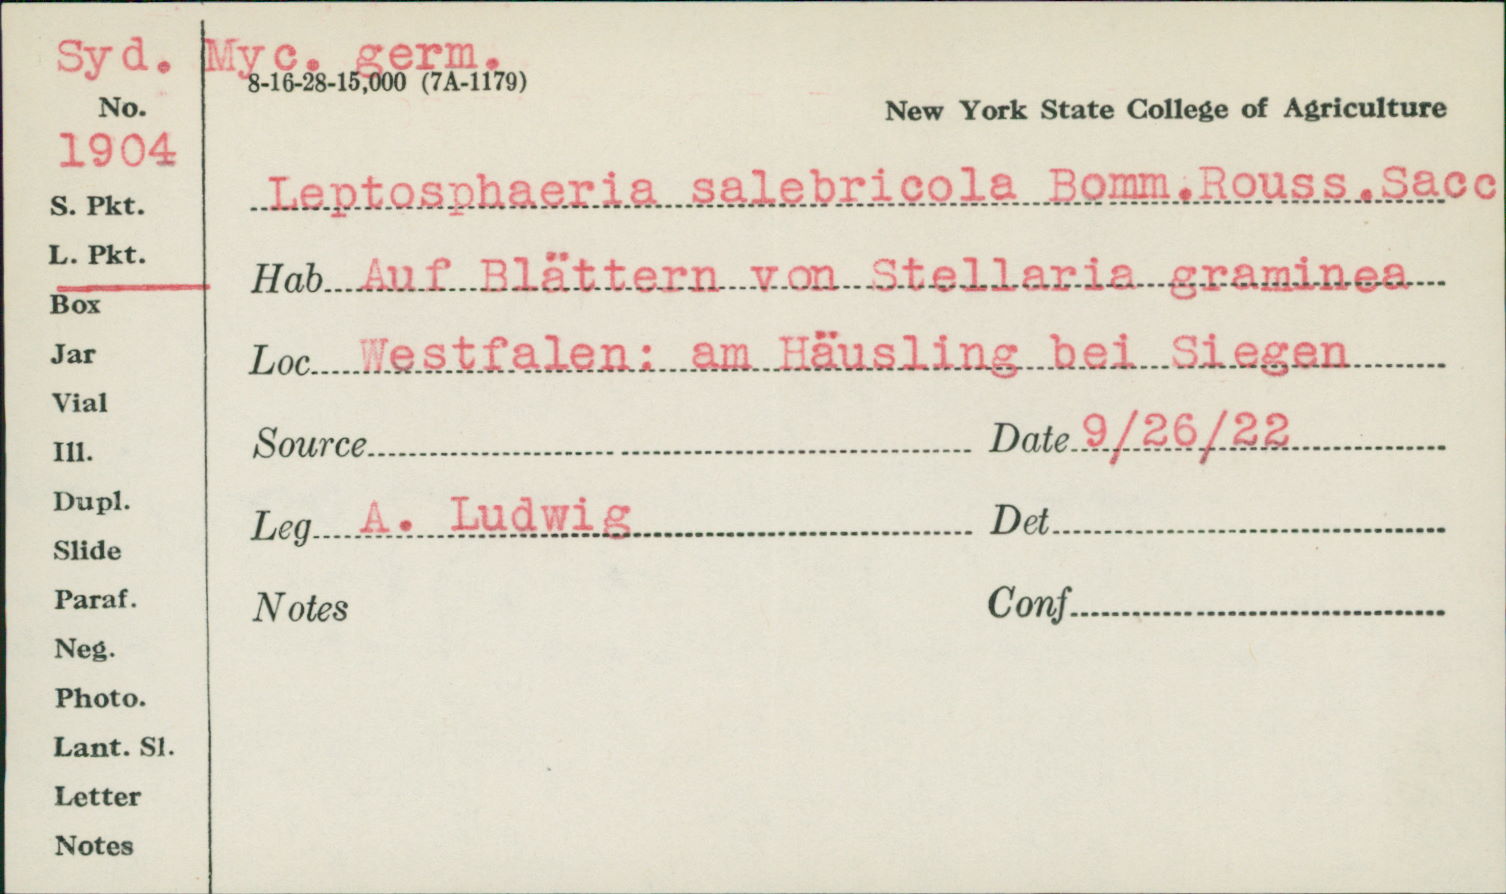 Syd. Myc. germ.
8-16-28-15,000 (7A-1179)
No.
New York State College of Agriculture
1904
Leptosphaeria salebricola Bomm.Rouss.Sacc
S. Pkt.
L. Pkt.
Hab. Auf Blättern von Stellaria graminea
Box
Jar
Loc. Westfalen: am Häusling bei Siegen
Vial
Ill.
Source Date 9/26/22
Dupl.
Leg. A. Ludwig Det
Slide
Paraf.
Notes Conf
Neg.
Photo.
Lant. Sl.
Letter
Notes